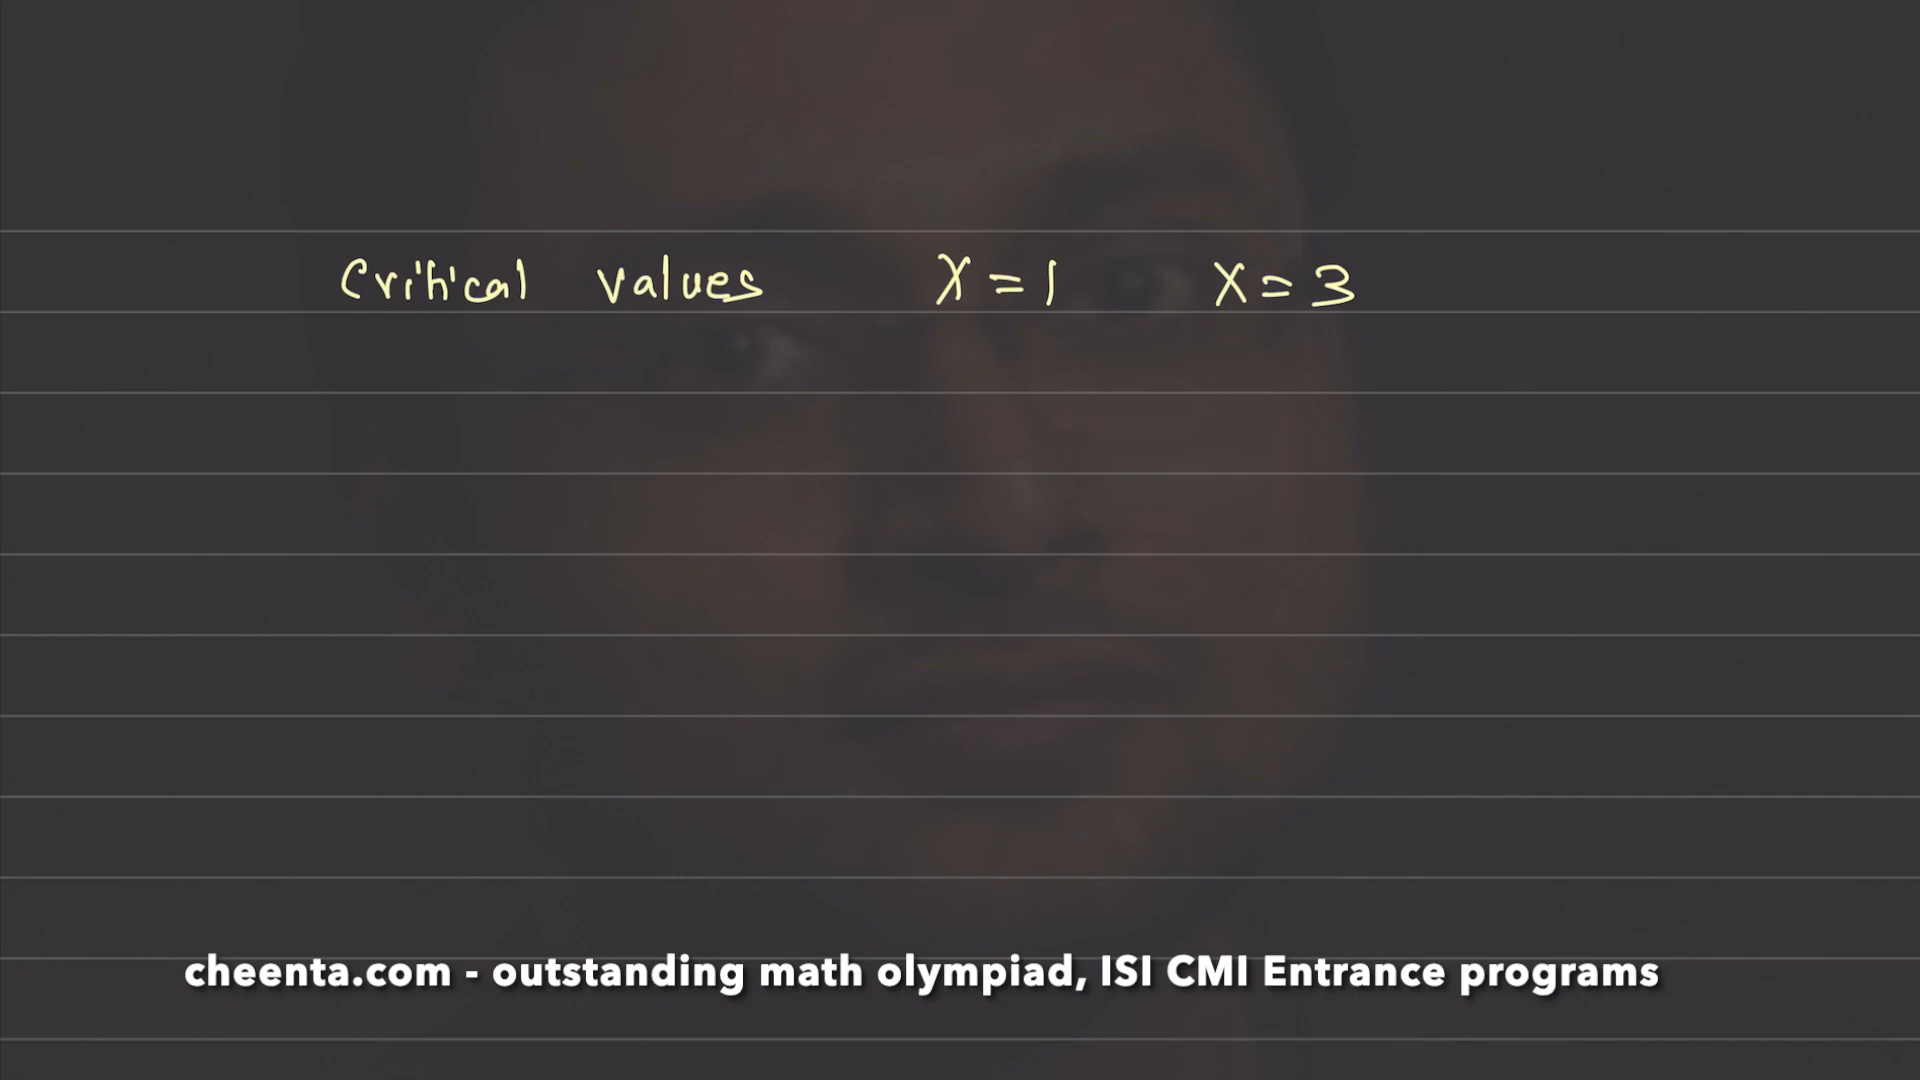 Critical values x = 1 x = 3
cheenta.com - outstanding math olympiad, ISI CMI Entrance programs